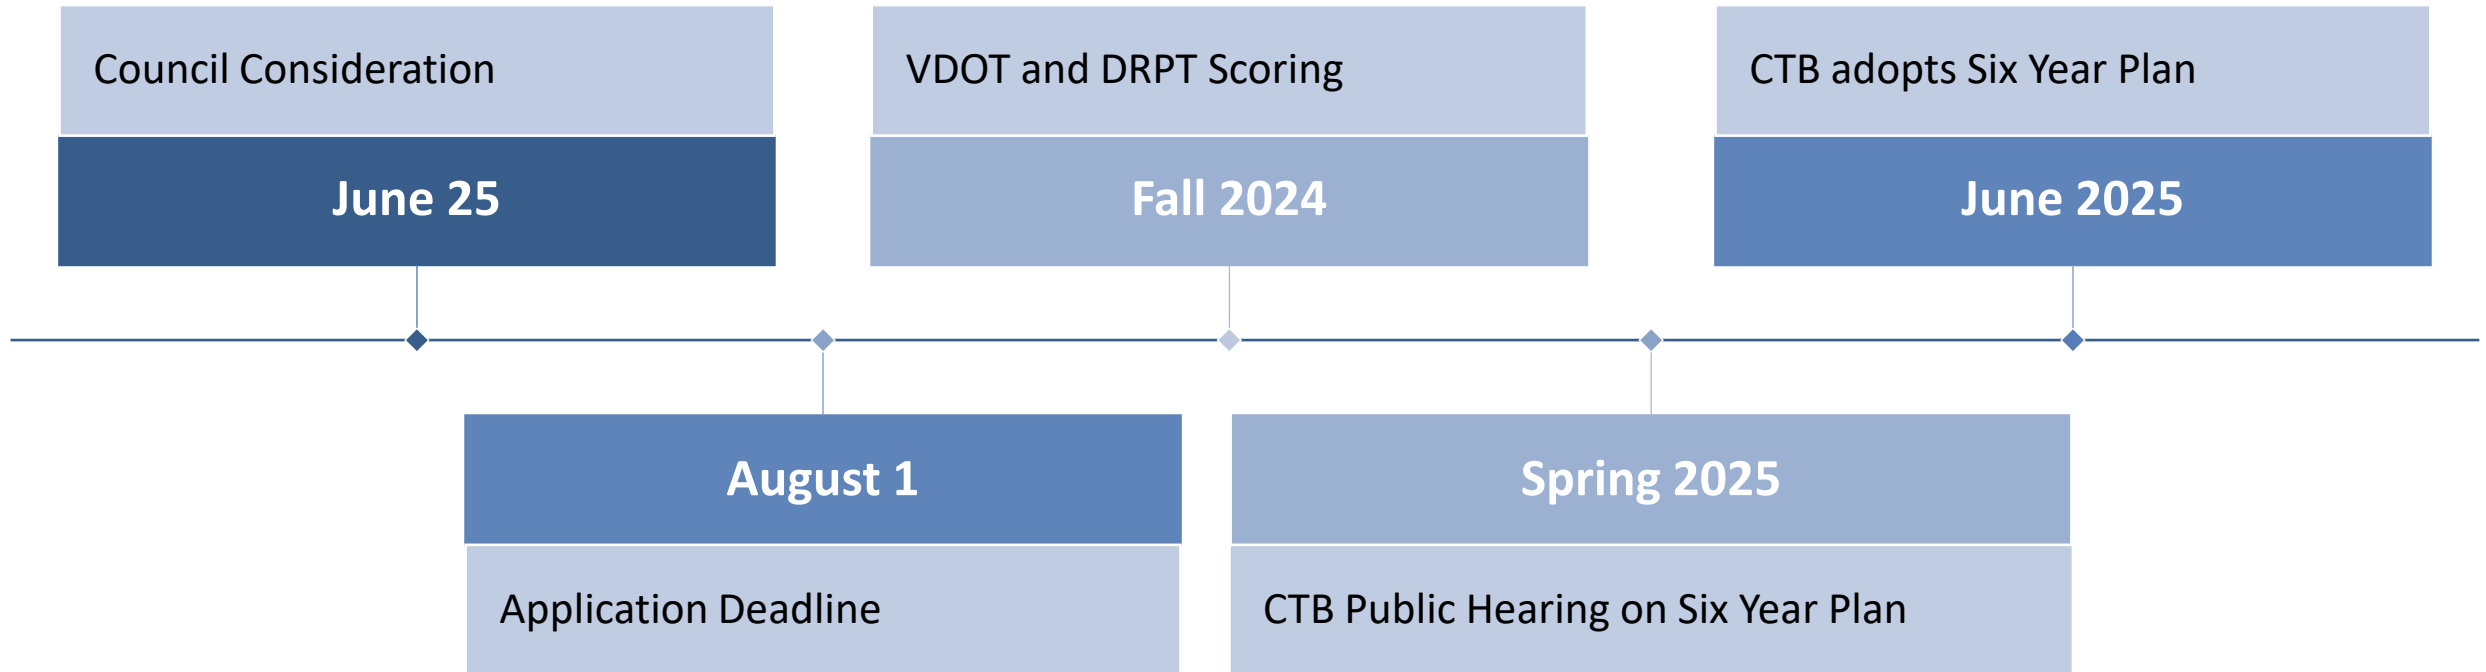 Council Consideration
June 25
August 1
Application Deadline
VDOT and DRPT Scoring
Fall 2024
Spring 2025
CTB Public Hearing on Six Year Plan
CTB adopts Six Year Plan
June 2025